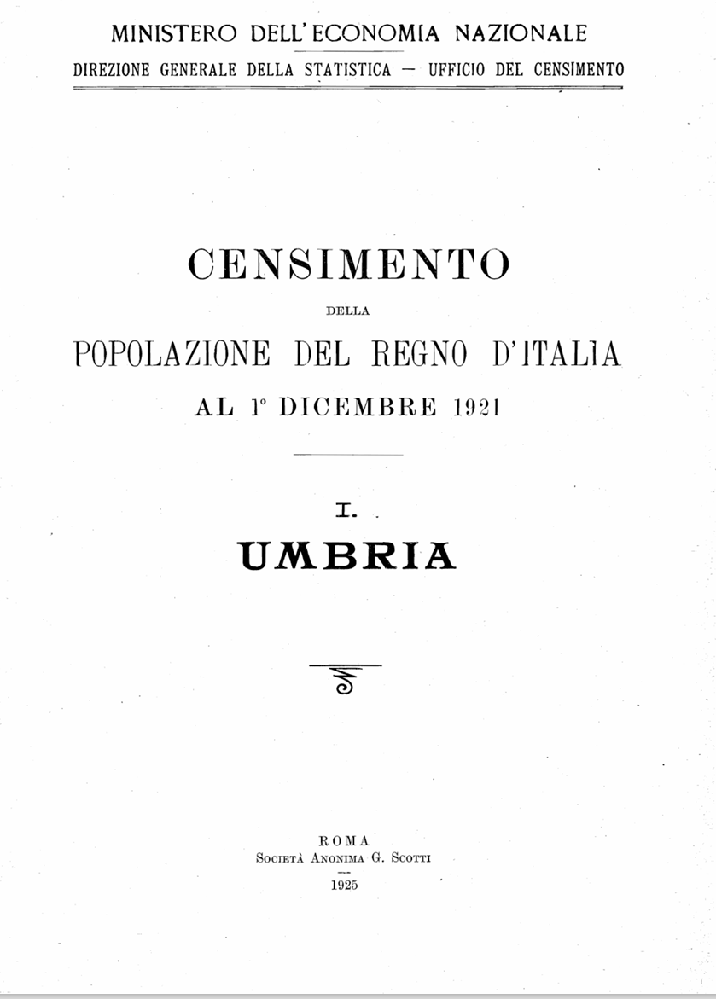 MINISTERO DELL'ECONOMIA NAZIONALE
DIREZIONE GENERALE DELLA STATISTICA — UFFICIO DEL CENSIMENTO
CENSIMENTO
DELLA
POPOLAZIONE DEL REGNO D'ITALIA
AL 1º DICEMBRE 1921
I.
UMBRIA
ROMA
SOCIETÀ ANONIMA G. SCOTTI
—
1925